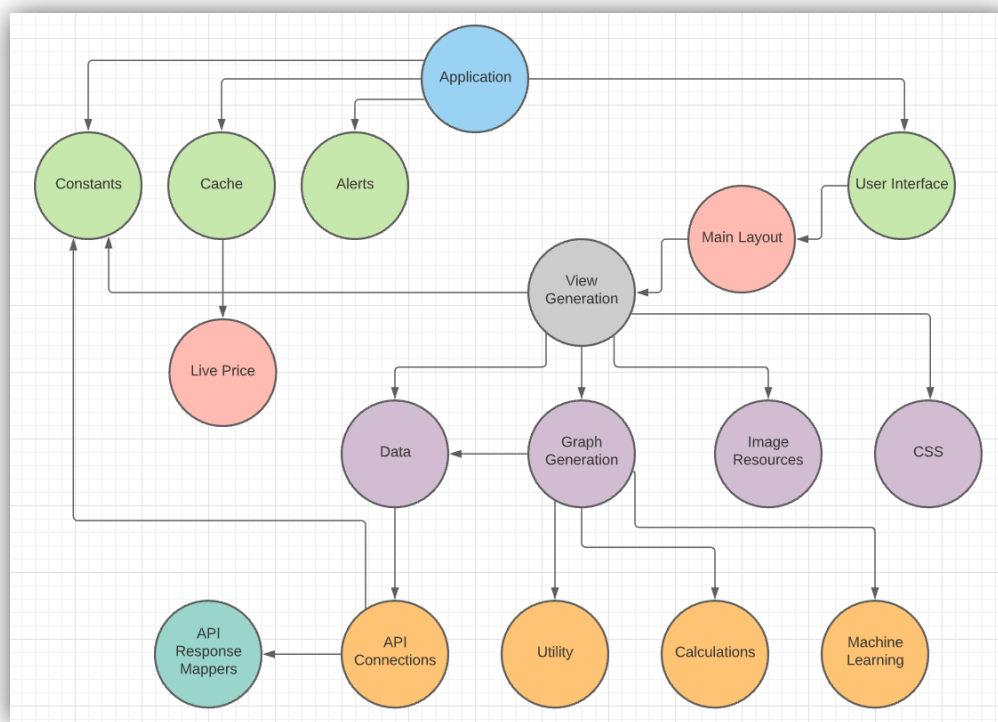 Application
Constants
Cache
Alerts
User Interface
Main Layout
View
Generation
Live Price
Data
Graph
Generation
Image
Resources
CSS
API
Response
Mappers
API
Connections
Utility
Calculations
Machine
Learning